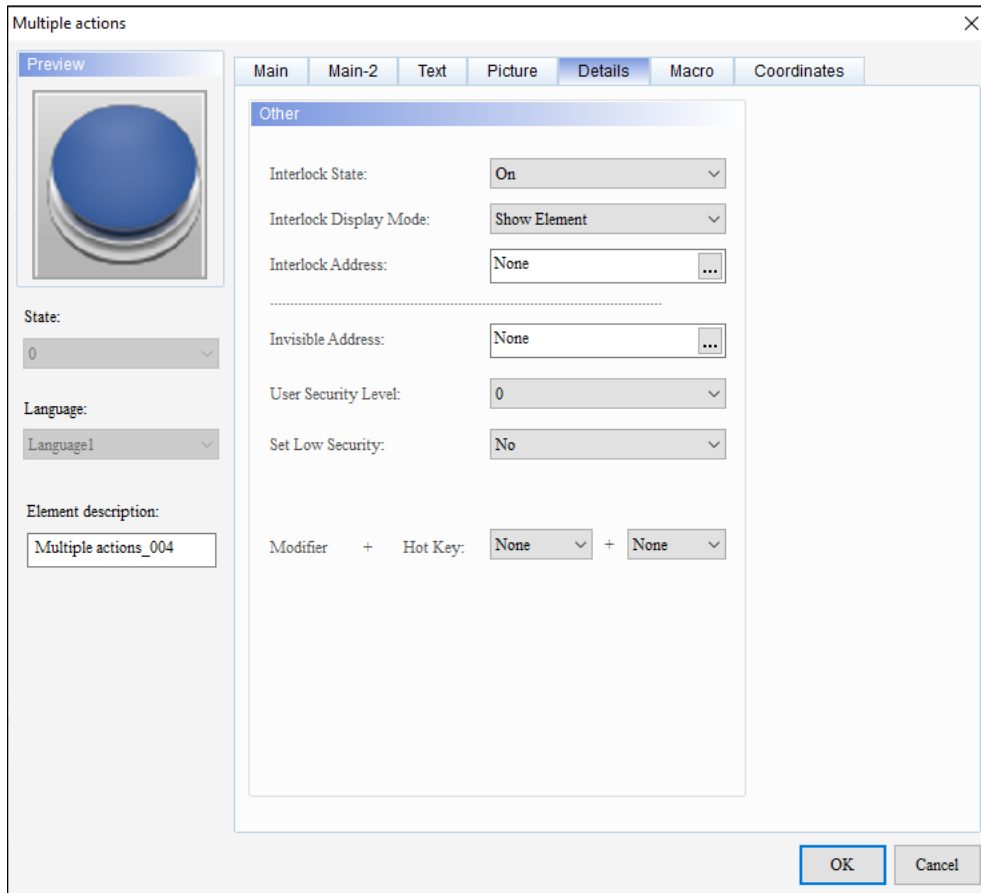 Multiple actions
Preview
Main Main-2 Text Picture Details Macro Coordinates
Other
Interlock State: On
Interlock Display Mode: Show Element
Interlock Address: None ...
Invisible Address: None ...
User Security Level: 0
Set Low Security: No
Modifier + Hot Key: None + None
State:
0
Language:
Language1
Element description:
Multiple actions_004
OK Cancel